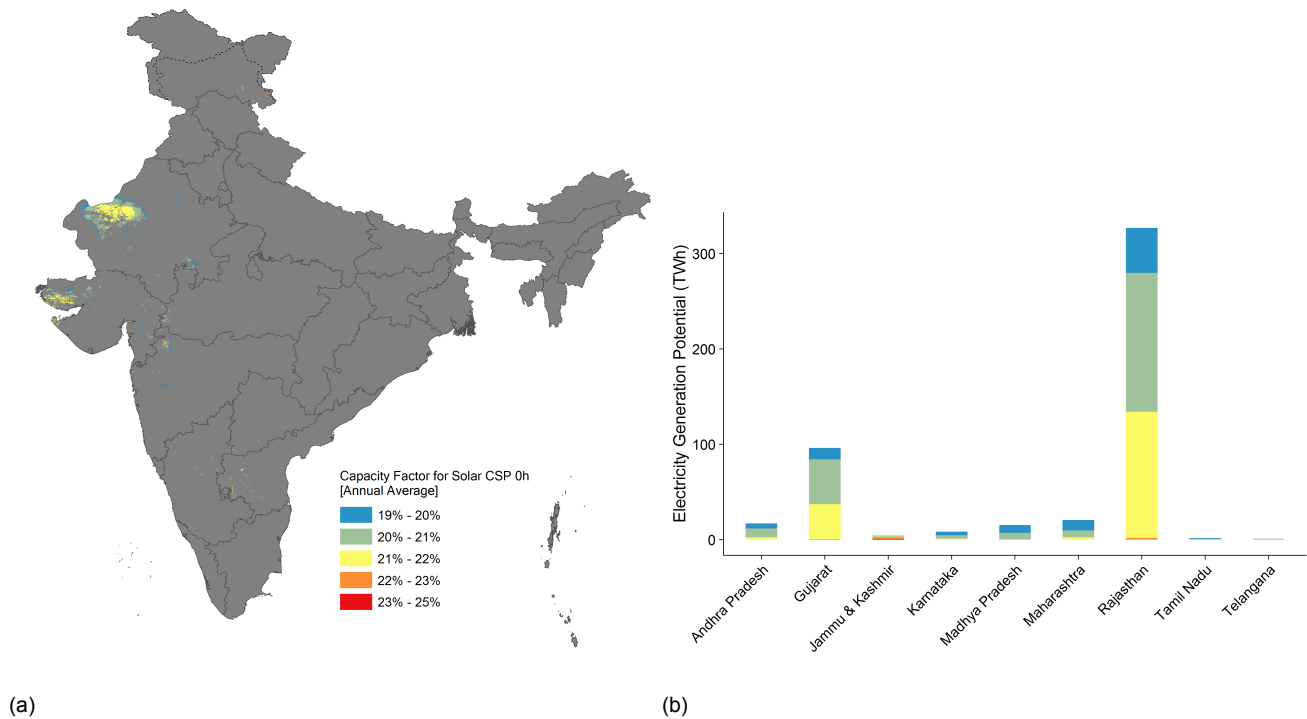 Capacity Factor for Solar CSP 0h
[Annual Average]
19% - 20%
20% - 21%
21% - 22%
22% - 23%
23% - 25%
(a)
Electricity Generation Potential (TWh)
300
200
100
0
Andhra Pradesh
Gujarat
Jammu & Kashmir
Karnataka
Madhya Pradesh
Maharashtra
Rajasthan
Tamil Nadu
Telangana
(b)